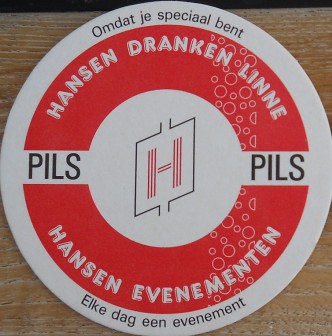 Omdat je speciaal bent
HANSEN DRANKEN LINNE
PILS
H
PILS
HANSEN EVENEMENTEN
Elke dag een evenement